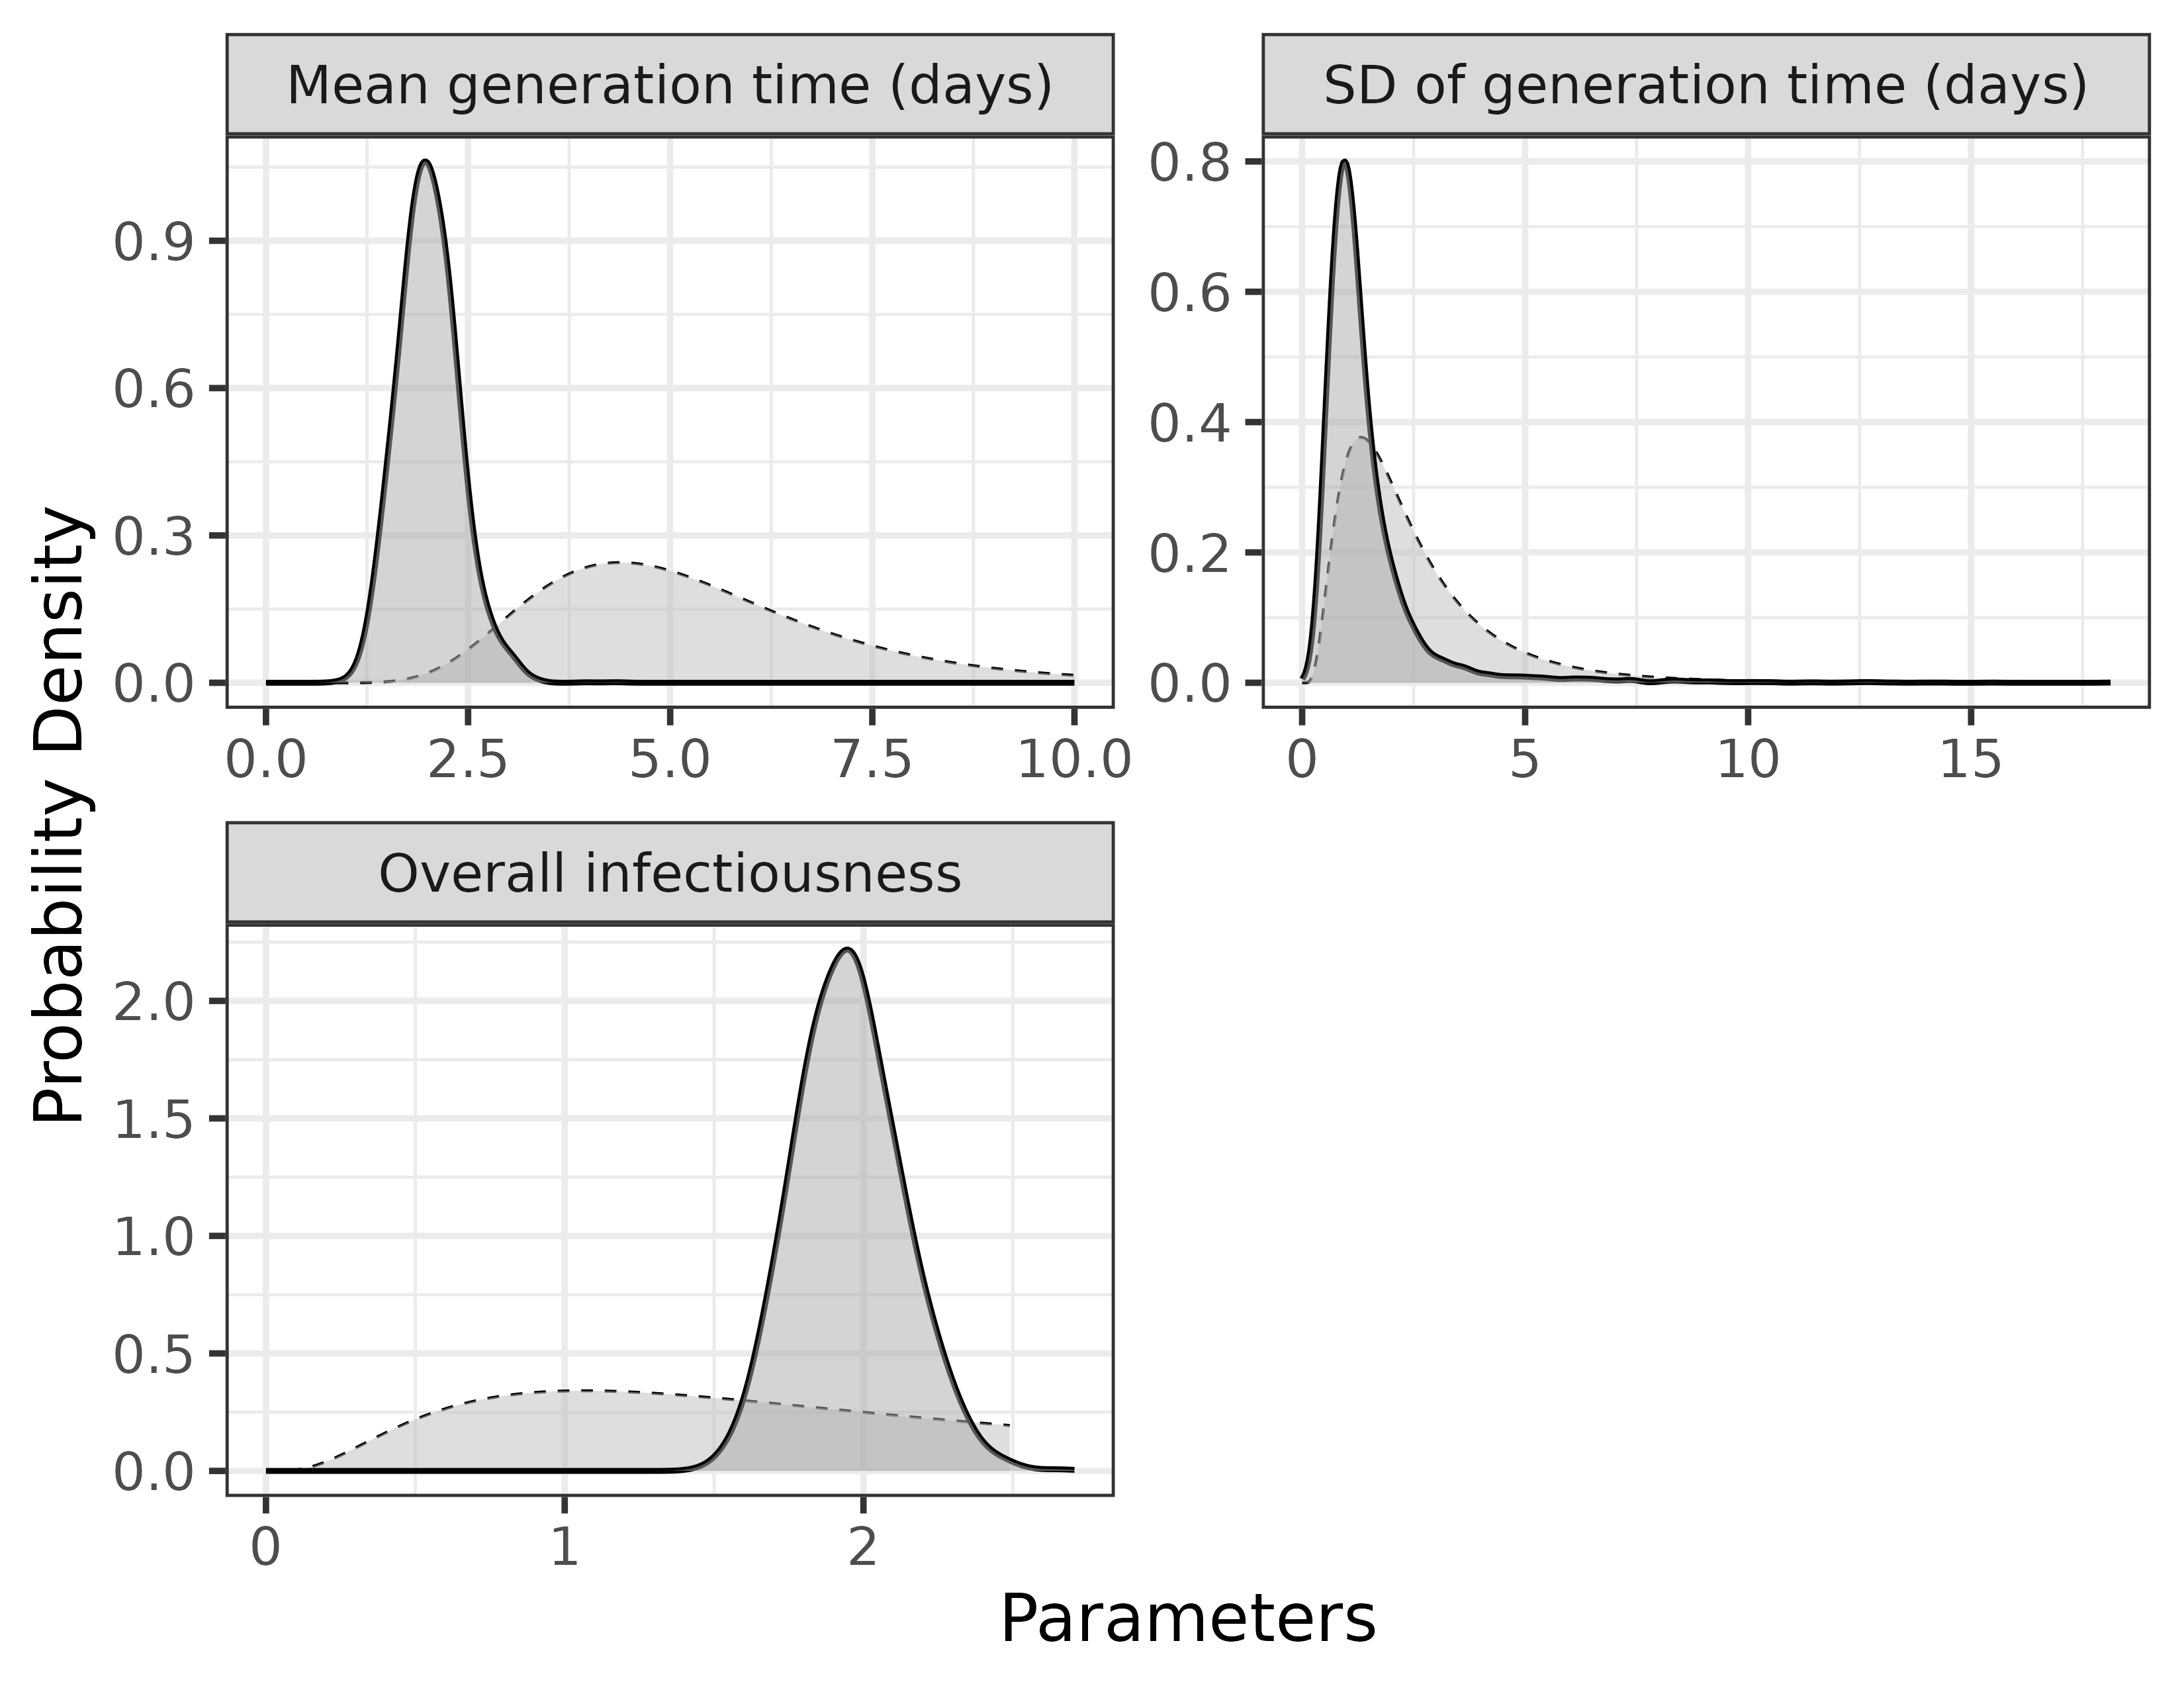 Mean generation time (days)
SD of generation time (days)
0.9
0.6
0.3
0.0
0.0 2.5 5.0 7.5 10.0
0.8
0.6
0.4
0.2
0.0
0 5 10 15
Probability Density
Overall infectiousness
2.0
1.5
1.0
0.5
0.0
0 1 2
Parameters